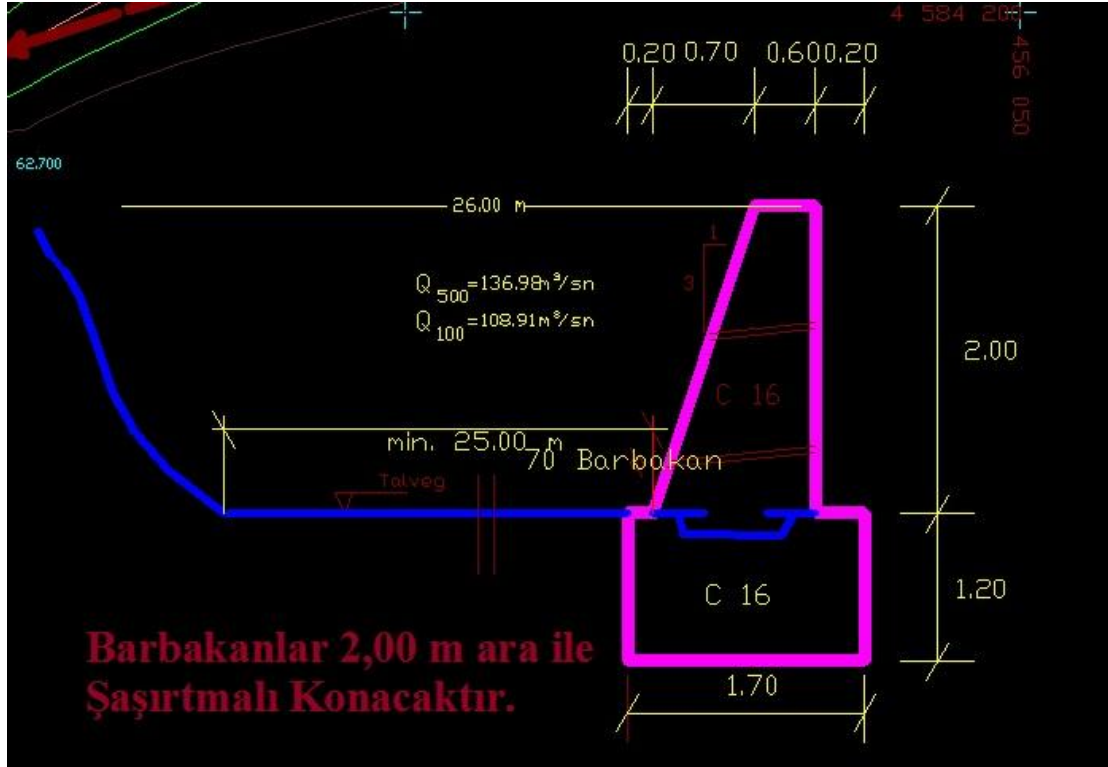 4 584 200
456 050
0.20 0.70 0.60 0.20
62.700
26.00 m
Q500=136.98m³/sn
Q100=108.91m³/sn
1
3
2.00
C 16
min. 25.00 m
70 Barbakan
Talveg
C 16
1.20
Barbakanlar 2,00 m ara ile
Şaşırtmalı Konacaktır.
1.70